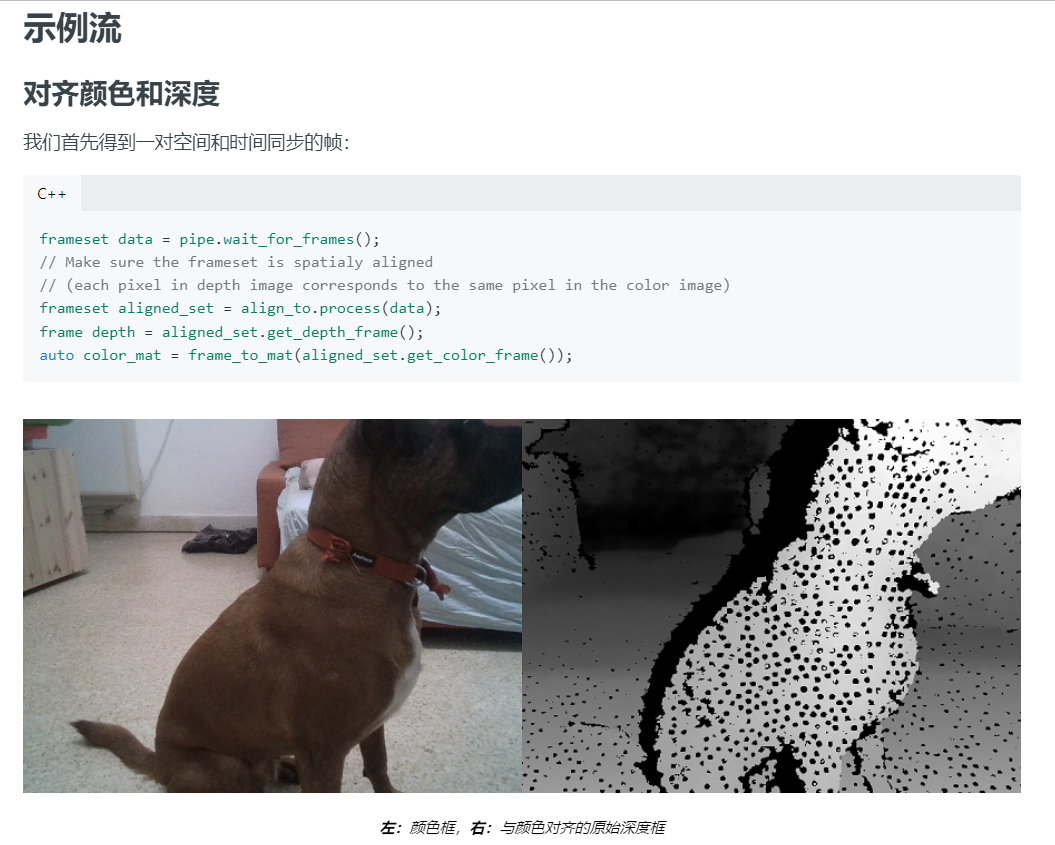 示例流
对齐颜色和深度
我们首先得到一对空间和时间同步的帧：
C++
frameset data = pipe.wait_for_frames();
// Make sure the frameset is spatialy aligned
// (each pixel in depth image corresponds to the same pixel in the color image)
frameset aligned_set = align_to.process(data);
frame depth = aligned_set.get_depth_frame();
auto color_mat = frame_to_mat(aligned_set.get_color_frame());
左：颜色框，右：与颜色对齐的原始深度框